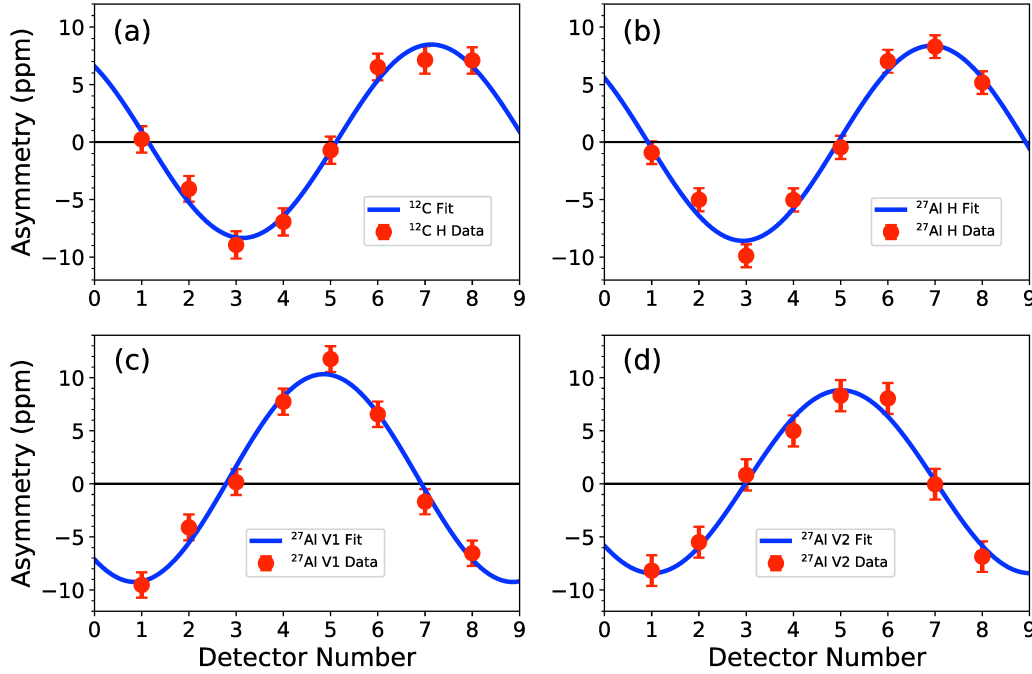 (a)
Asymmetry (ppm)
10
5
0
−5
−10
¹²C Fit
¹²C H Data
0 1 2 3 4 5 6 7 8 9
(b)
10
5
0
−5
−10
²⁷Al H Fit
²⁷Al H Data
0 1 2 3 4 5 6 7 8 9
(c)
Asymmetry (ppm)
10
5
0
−5
−10
²⁷Al V1 Fit
²⁷Al V1 Data
0 1 2 3 4 5 6 7 8 9
Detector Number
(d)
10
5
0
−5
−10
²⁷Al V2 Fit
²⁷Al V2 Data
0 1 2 3 4 5 6 7 8 9
Detector Number